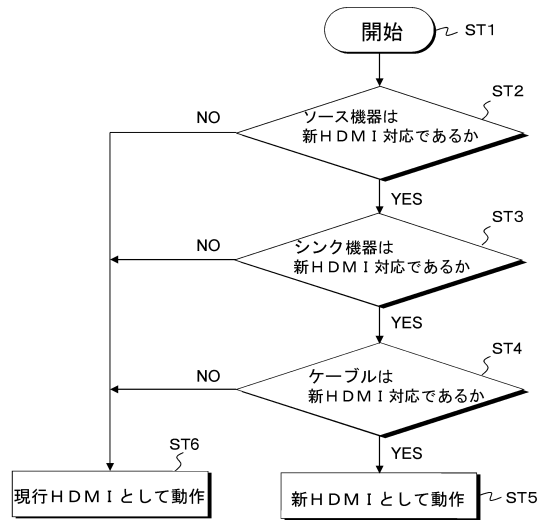 開始
ST1
ST2
ソース機器は
新ＨＤＭＩ対応であるか
NO
YES
ST3
シンク機器は
新ＨＤＭＩ対応であるか
NO
YES
ST4
ケーブルは
新ＨＤＭＩ対応であるか
NO
YES
ST6
現行ＨＤＭＩとして動作
新ＨＤＭＩとして動作
ST5